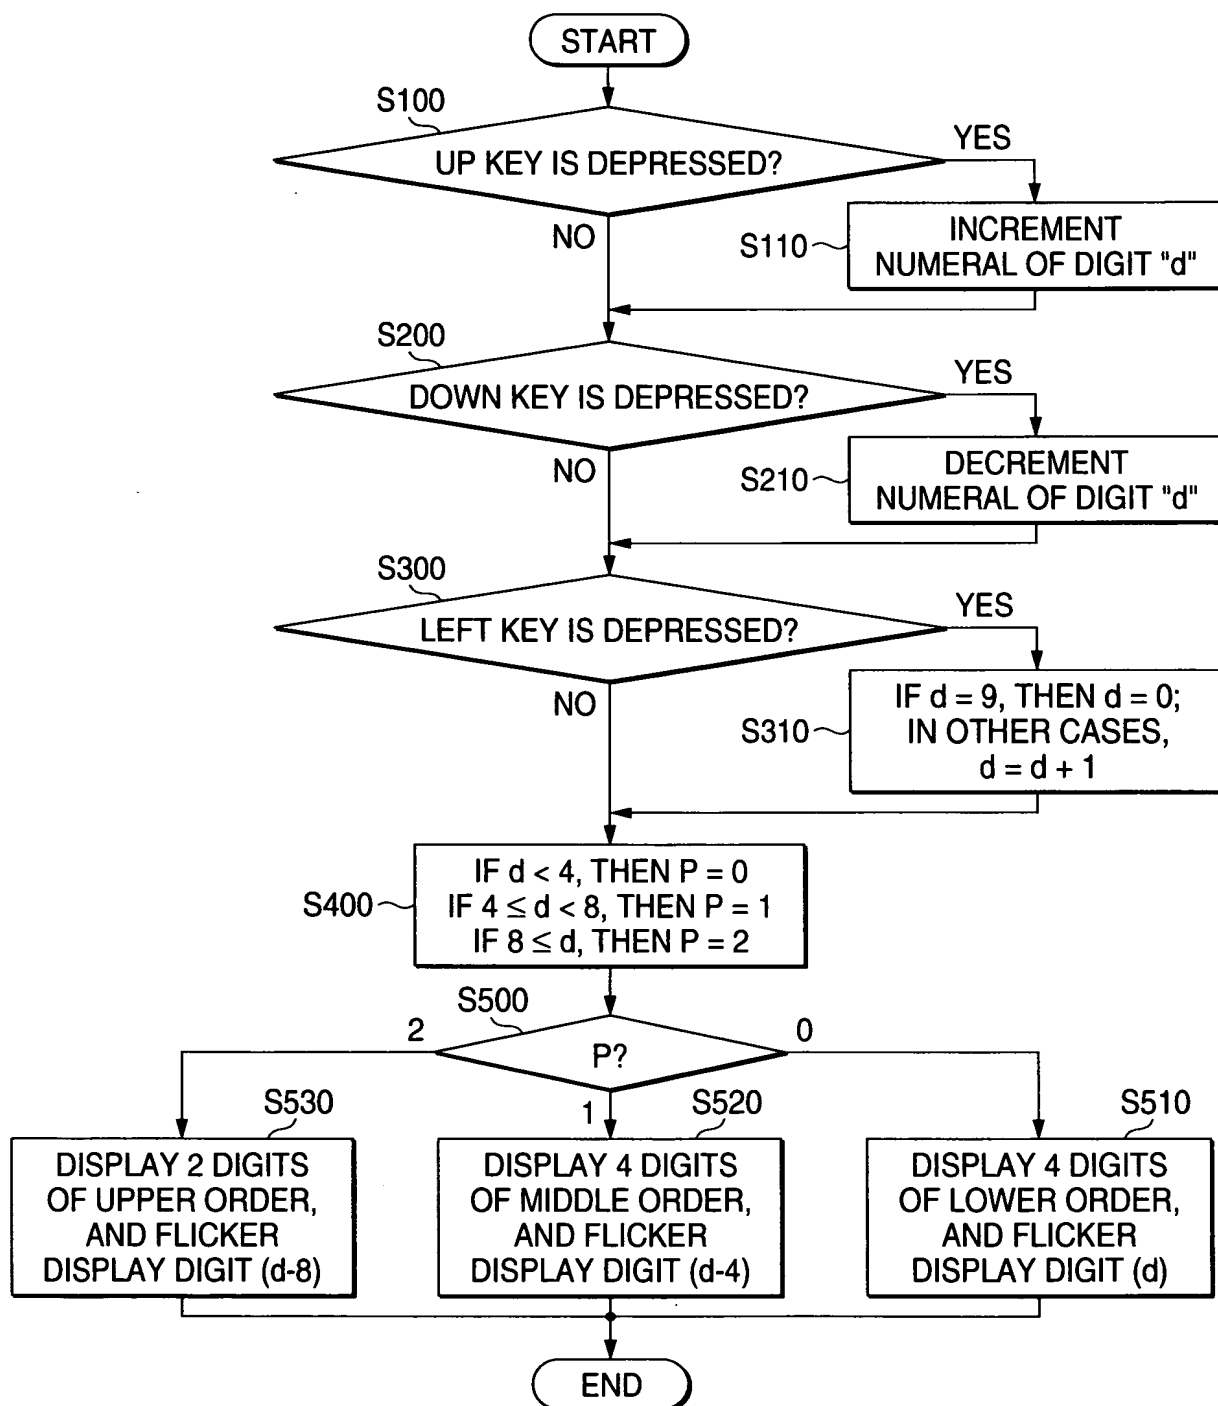 START
S100
UP KEY IS DEPRESSED?
YES
NO
S110
INCREMENT
NUMERAL OF DIGIT "d"
S200
DOWN KEY IS DEPRESSED?
YES
NO
S210
DECREMENT
NUMERAL OF DIGIT "d"
S300
LEFT KEY IS DEPRESSED?
YES
NO
S310
IF d = 9, THEN d = 0;
IN OTHER CASES,
d = d + 1
S400
IF d < 4, THEN P = 0
IF 4 ≤ d < 8, THEN P = 1
IF 8 ≤ d, THEN P = 2
S500
P?
2
1
0
S530
DISPLAY 2 DIGITS
OF UPPER ORDER,
AND FLICKER
DISPLAY DIGIT (d-8)
S520
DISPLAY 4 DIGITS
OF MIDDLE ORDER,
AND FLICKER
DISPLAY DIGIT (d-4)
S510
DISPLAY 4 DIGITS
OF LOWER ORDER,
AND FLICKER
DISPLAY DIGIT (d)
END